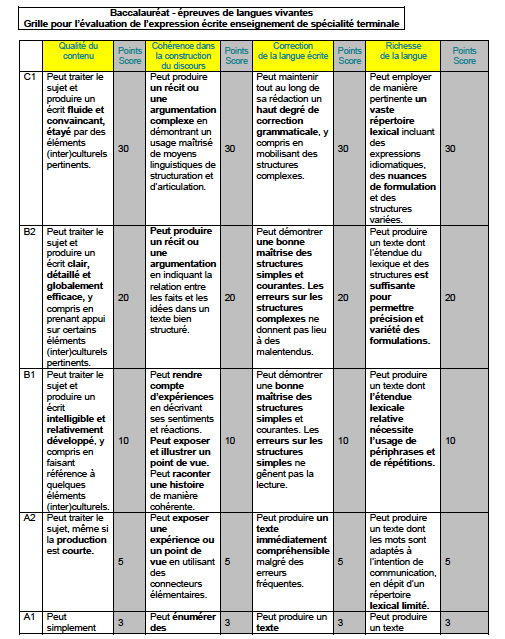 Baccalauréat - épreuves de langues vivantes
Grille pour l'évaluation de l'expression écrite enseignement de spécialité terminale
Qualité du
contenu
Points
Score
Cohérence dans
la construction
du discours
Points
Score
Correction
de la langue écrite
Points
Score
Richesse
de la langue
Points
Score
C1
Peut traiter le
sujet et
produire un
écrit fluide et
convaincant,
étayé par des
éléments
(inter)culturels
pertinents.
30
Peut produire
un récit ou
une
argumentation
complexe en
démontrant un
usage maîtrisé
de moyens
linguistiques de
structuration et
d'articulation.
30
Peut maintenir
tout au long de
sa rédaction un
haut degré de
correction
grammaticale, y
compris en
mobilisant des
structures
complexes.
30
Peut employer
de manière
pertinente un
vaste
répertoire
lexical incluant
des
expressions
idiomatiques,
des nuances
de formulation
et des
structures
variées.
30
B2
Peut traiter le
sujet et
produire un
écrit clair,
détaillé et
globalement
efficace, y
compris en
prenant appui
sur certains
éléments
(inter)culturels
pertinents.
20
Peut produire
un récit ou
une
argumentation
en indiquant la
relation entre
les faits et les
idées dans un
texte bien
structuré.
20
Peut démontrer
une bonne
maîtrise des
structures
simples et
courantes. Les
erreurs sur les
structures
complexes ne
donnent pas lieu
à des
malentendus.
20
Peut produire
un texte dont
l'étendue du
lexique et des
structures est
suffisante
pour
permettre
précision et
variété des
formulations.
20
B1
Peut traiter le
sujet et
produire un
écrit
intelligible et
relativement
développé, y
compris en
faisant
référence à
quelques
éléments
(inter)culturels.
10
Peut rendre
compte
d'expériences
en décrivant
ses sentiments
et réactions.
Peut exposer
et illustrer un
point de vue.
Peut raconter
une histoire
de manière
cohérente.
10
Peut démontrer
une bonne
maîtrise des
structures
simples et
courantes. Les
erreurs sur les
structures
simples ne
gênent pas la
lecture.
10
Peut produire
un texte dont
l'étendue
lexicale
relative
nécessite
l'usage de
périphrases et
de répétitions.
10
A2
Peut traiter le
sujet, même si
la production
est courte.
5
Peut exposer
une
expérience ou
un point de
vue en utilisant
des
connecteurs
élémentaires.
5
Peut produire un
texte
immédiatement
compréhensible
malgré des
erreurs
fréquentes.
5
Peut produire
un texte dont
les mots sont
adaptés à
l'intention de
communication,
en dépit d'un
répertoire
lexical limité.
5
A1
Peut
simplement
3
Peut énumérer
des
3
Peut produire un
texte
3
Peut produire
un texte
3